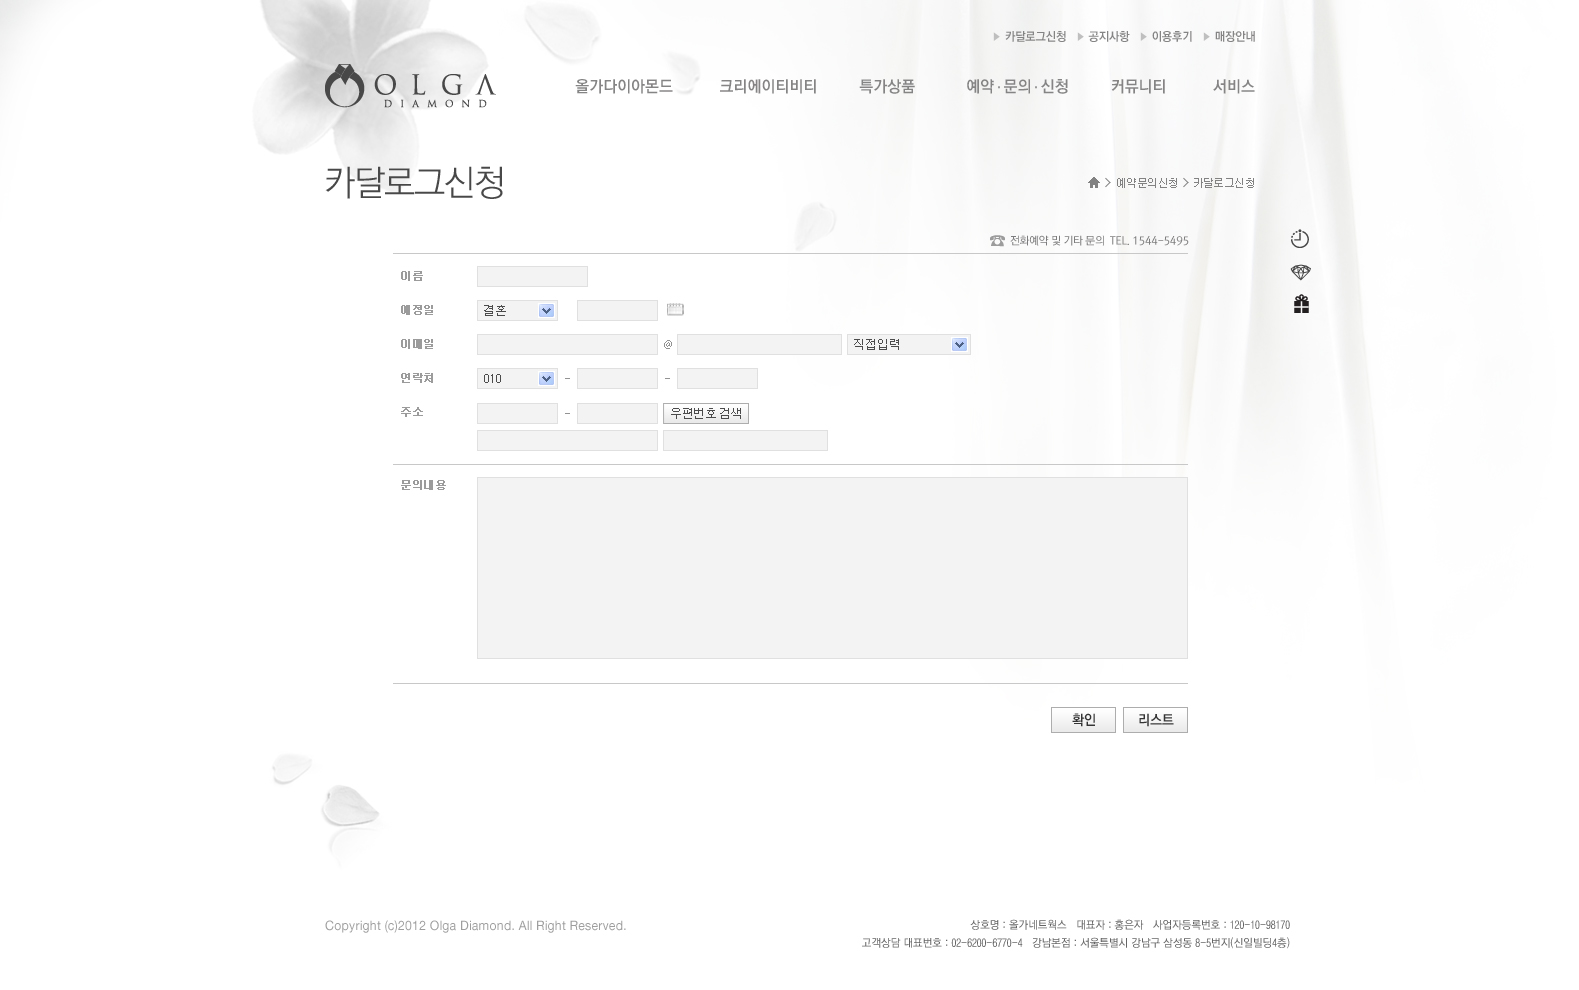 카달로그신청 공지사항 이용후기 매장안내
OLGA
DIAMOND
올가다이아몬드 크리에이티비티 특가상품 예약 · 문의 · 신청 커뮤니티 서비스
카달로그신청
예약문의신청 > 카달로그신청
전화예약 및 기타 문의 TEL. 1544-5495
이름
예정일 결혼
이메일 @ 직접입력
연락처 010 - -
주소 - 우편번호 검색
문의내용
확인 리스트
Copyright (c)2012 Olga Diamond. All Right Reserved.
상호명 : 올가네트웍스 대표자 : 홍은자 사업자등록번호 : 120-10-98170
고객상담 대표번호 : 02-6200-6770-4 강남본점 : 서울특별시 강남구 삼성동 8-5번지(신일빌딩4층)